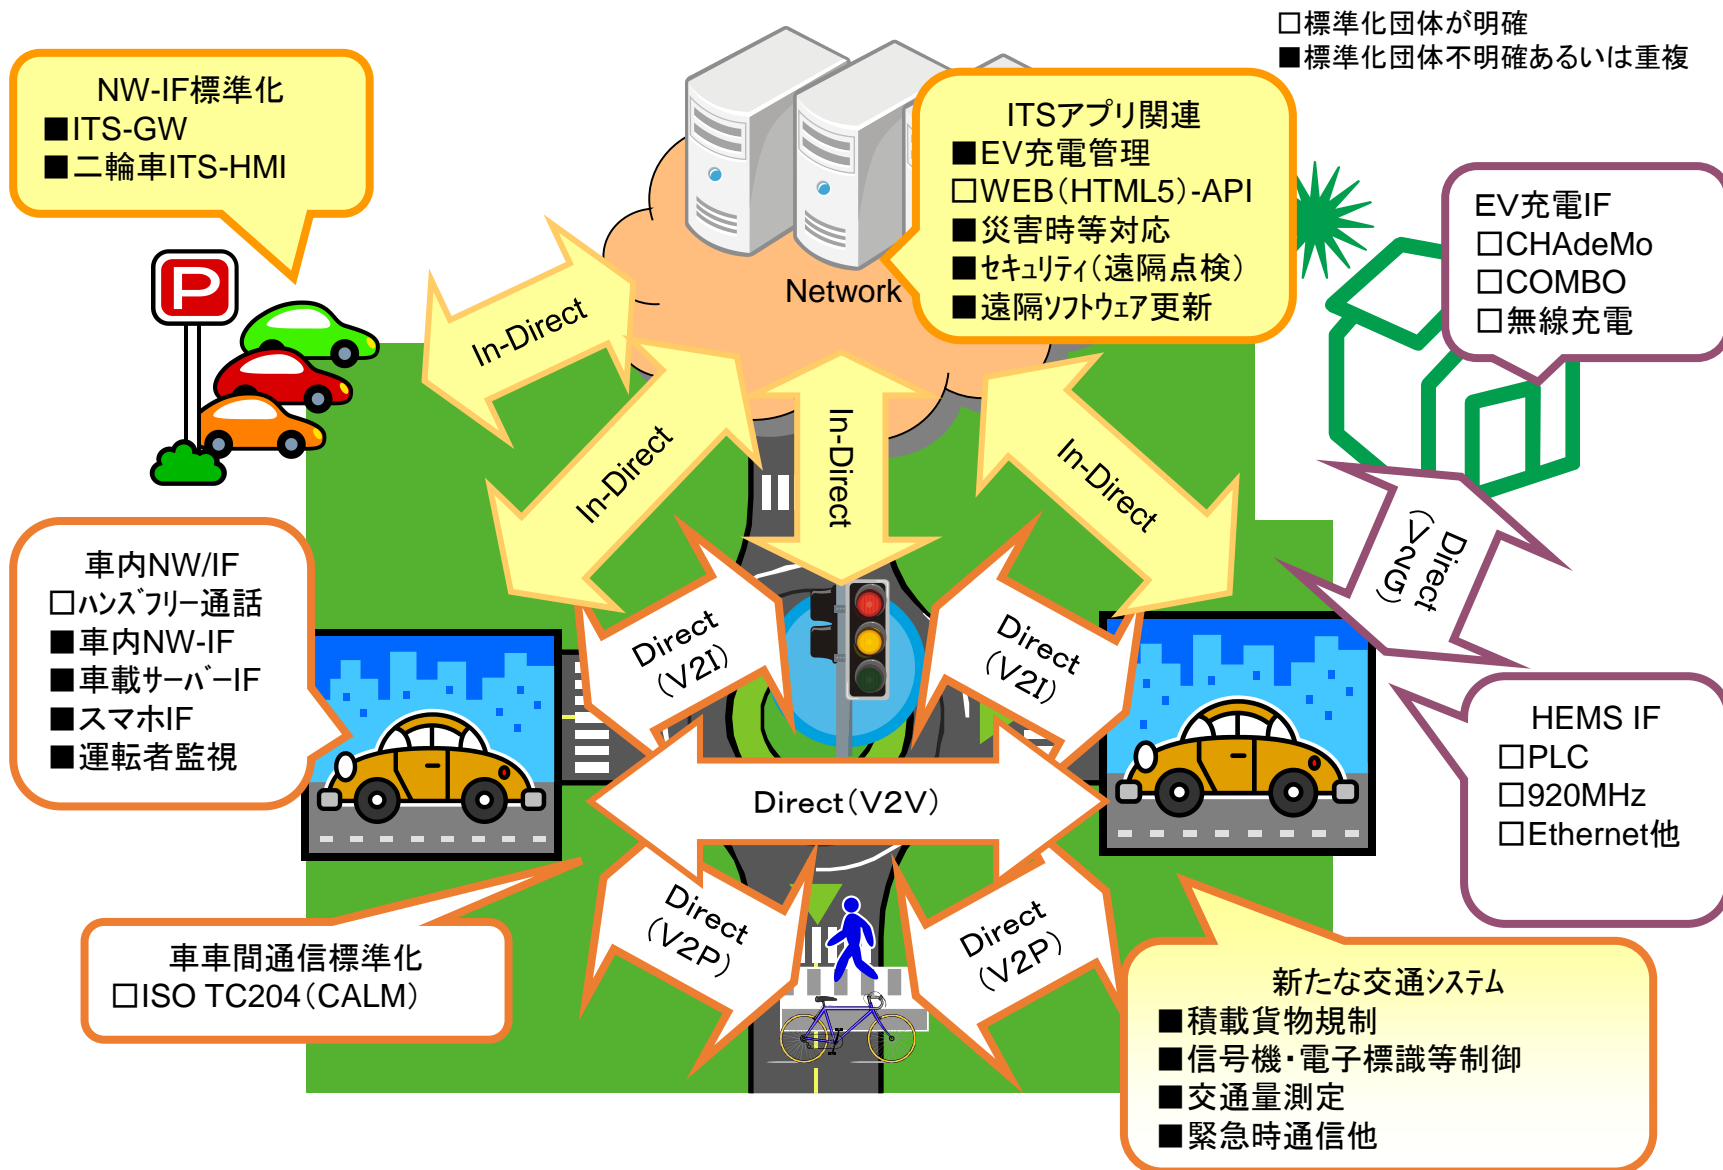 □標準化団体が明確
■標準化団体不明確あるいは重複
NW-IF標準化
■ITS-GW
■二輪車ITS-HMI
ITSアプリ関連
■EV充電管理
□WEB(HTML5)-API
■災害時等対応
■ｾｷｭﾘﾃｨ(遠隔点検)
■遠隔ｿﾌﾄｳｪｱ更新
EV充電IF
□CHAdeMo
□COMBO
□無線充電
P
Network
In-Direct
In-Direct
In-Direct
In-Direct
Direct
(V2G)
車内NW/IF
□ﾊﾝｽﾞﾌﾘｰ通話
■車内NW-IF
■車載ｻｰﾊﾞｰIF
■スマホIF
■運転者監視
Direct
(V2I)
Direct
(V2I)
HEMS IF
□PLC
□920MHz
□Ethernet他
Direct(V2V)
Direct
(V2P)
Direct
(V2P)
車車間通信標準化
□ISO TC204(CALM)
新たな交通ｼｽﾃﾑ
■積載貨物規制
■信号機・電子標識等制御
■交通量測定
■緊急時通信他